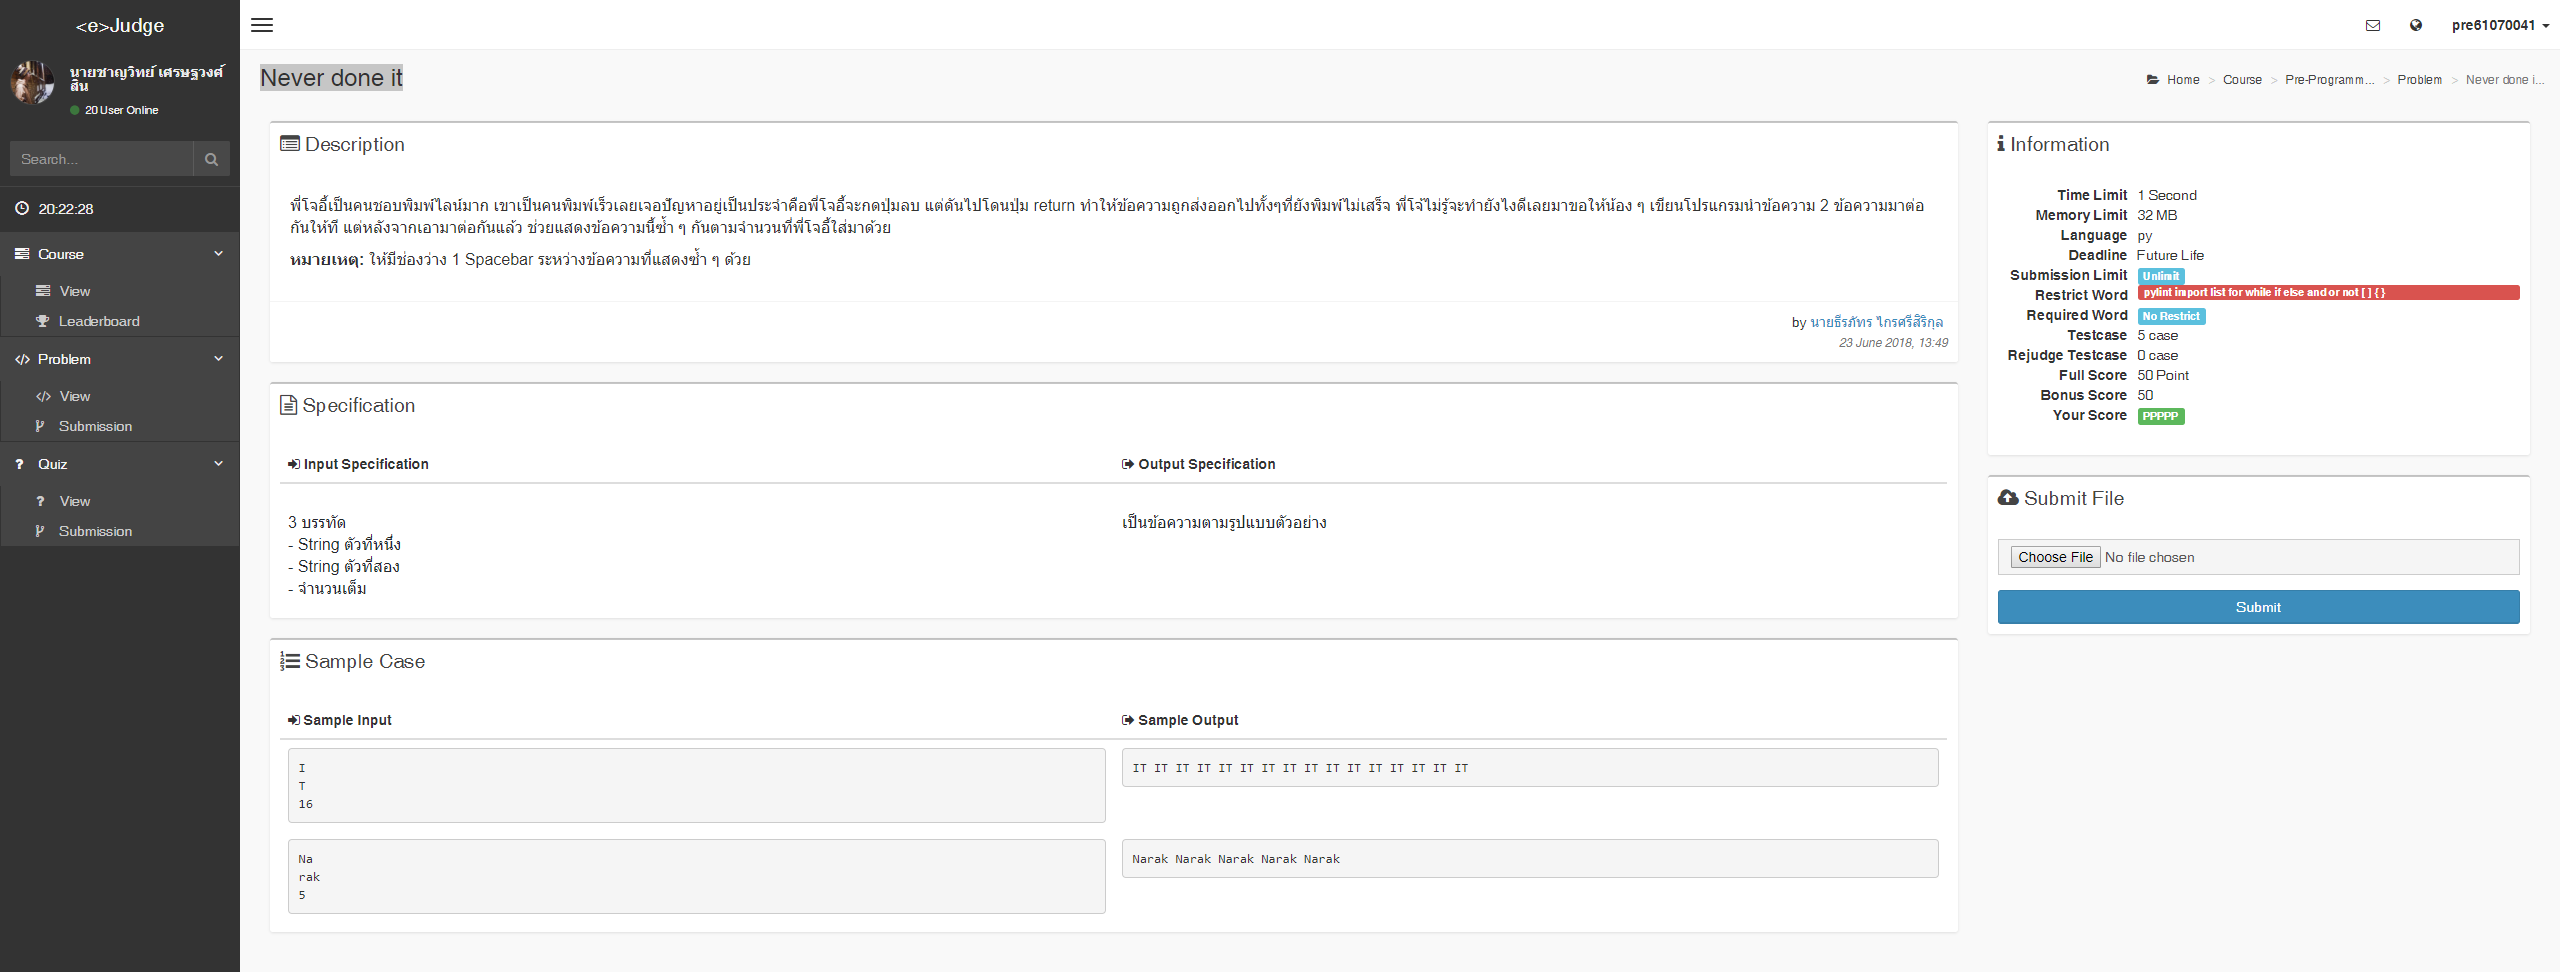 <e>Judge
pre61070041
นายชาญวิทย์ เศรษฐวงศ์
สิน
20 User Online
Search...
20:22:28
Course
View
Leaderboard
Problem
View
Submission
Quiz
View
Submission
Never done it
Home > Course > Pre-Programm... > Problem > Never done i...
Description
พี่โจอี้เป็นคนชอบพิมพ์ไลน์มาก เขาเป็นคนพิมพ์เร็วเลยเจอปัญหาอยู่เป็นประจำคือพี่โจอี้จะกดปุ่มลบ แต่ดันไปโดนปุ่ม return ทำให้ข้อความถูกส่งออกไปทั้งๆที่ยังพิมพ์ไม่เสร็จ พี่โจ้ไม่รู้จะทำยังไงดีเลยมาขอให้น้อง ๆ เขียนโปรแกรมนำข้อความ 2 ข้อความมาต่อ
กันให้ที แต่หลังจากเอามาต่อกันแล้ว ช่วยแสดงข้อความนี้ซ้ำ ๆ กันตามจำนวนที่พี่โจอี้ใส่มาด้วย
หมายเหตุ: ให้มีช่องว่าง 1 Spacebar ระหว่างข้อความที่แสดงซ้ำ ๆ ด้วย
by นายธีรภัทร ไกรศรีสิริกุล
23 June 2018, 13:49
Specification
Input Specification
Output Specification
3 บรรทัด
- String ตัวที่หนึ่ง
- String ตัวที่สอง
- จำนวนเต็ม
เป็นข้อความตามรูปแบบตัวอย่าง
Sample Case
Sample Input
Sample Output
I
T
16
IT IT IT IT IT IT IT IT IT IT IT IT IT IT IT IT
Na
rak
5
Narak Narak Narak Narak Narak
Information
Time Limit 1 Second
Memory Limit 32 MB
Language py
Deadline Future Life
Submission Limit Unlimit
Restrict Word pylint import list for while if else and or not [ ] { }
Required Word No Restrict
Testcase 5 case
Rejudge Testcase 0 case
Full Score 50 Point
Bonus Score 50
Your Score PPPPP
Submit File
Choose File No file chosen
Submit